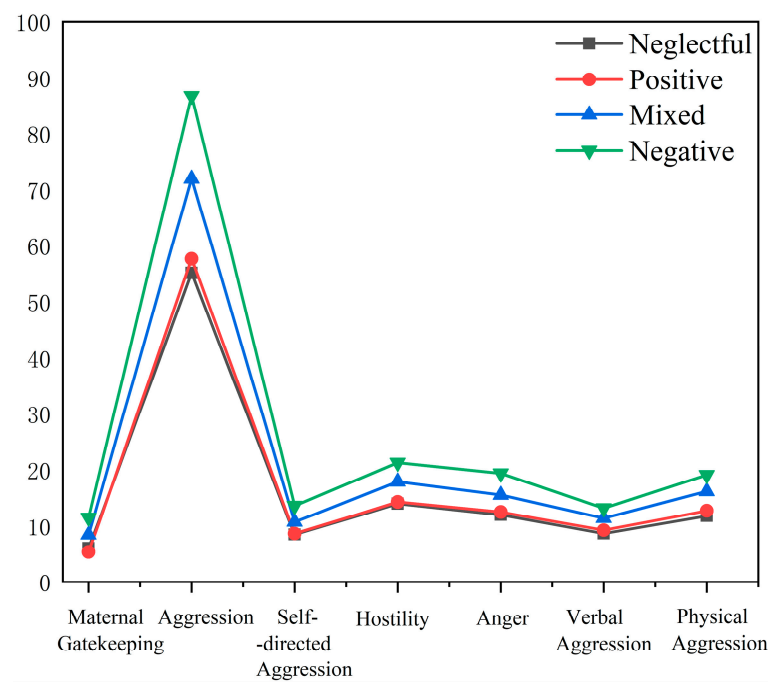 100
90
80
70
60
50
40
30
20
10
0
Neglectful
Positive
Mixed
Negative
Maternal
Gatekeeping
Aggression
Self-
-directed
Aggression
Hostility
Anger
Verbal
Aggression
Physical
Aggression